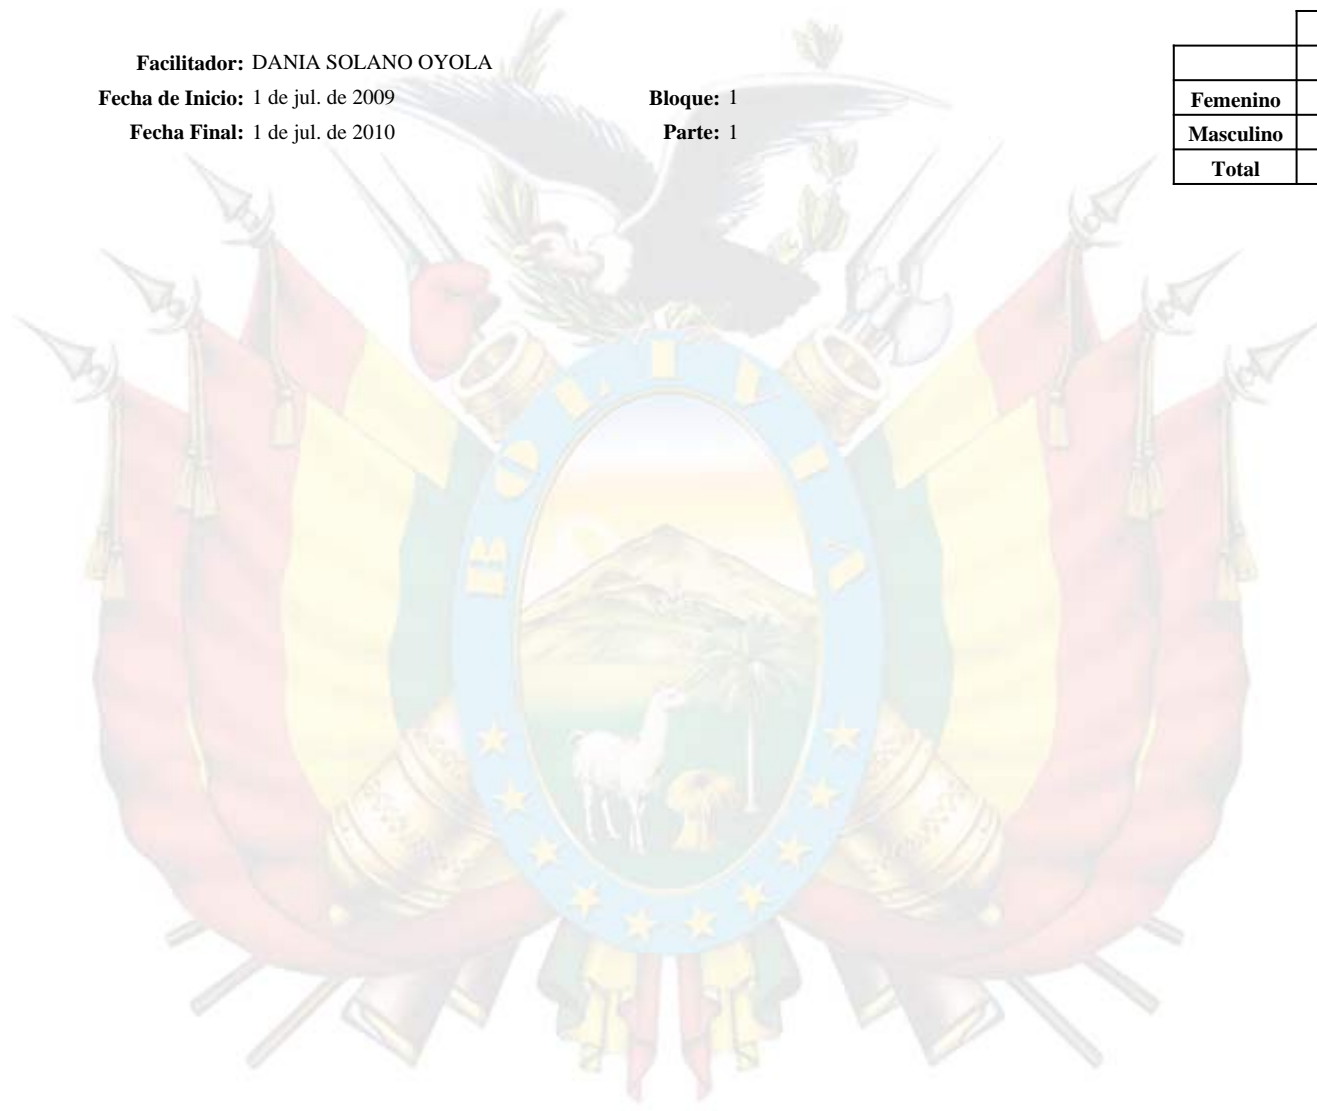 Facilitador: DANIA SOLANO OYOLA
Fecha de Inicio: 1 de jul. de 2009 Bloque: 1
Fecha Final: 1 de jul. de 2010 Parte: 1
Femenino
Masculino
Total
BOLIVIA